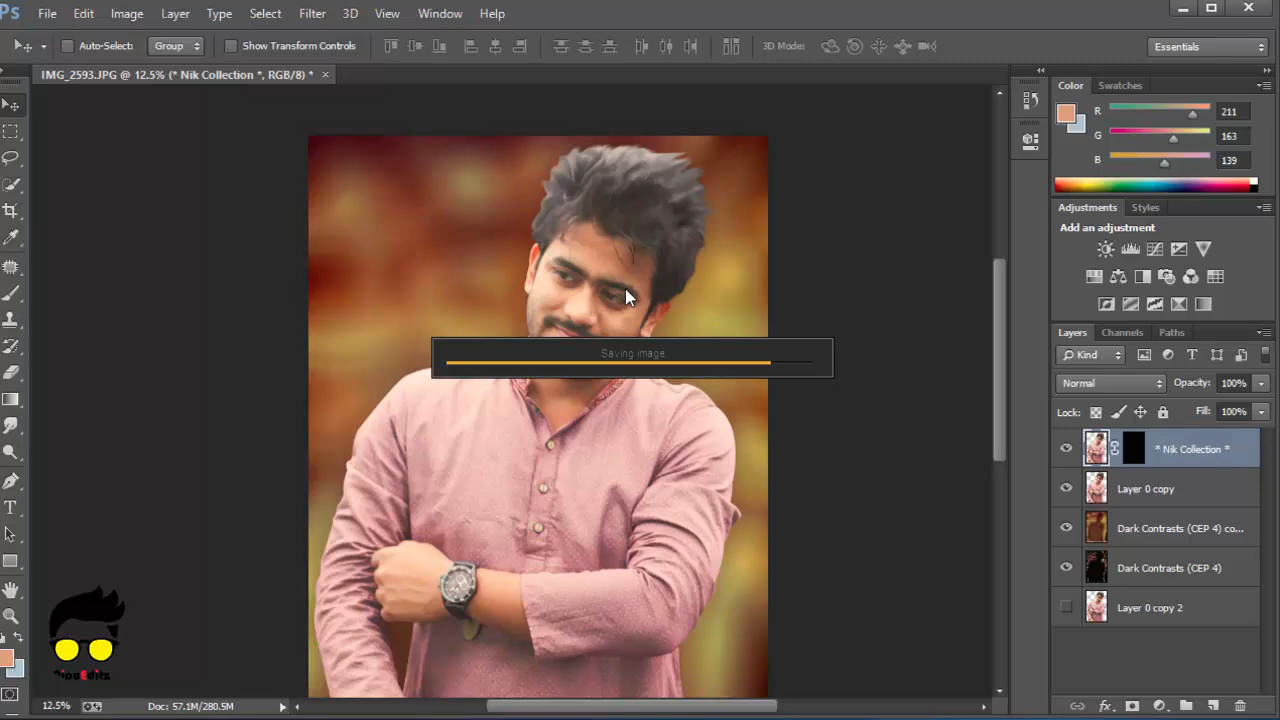 Ps File Edit Image Layer Type Select Filter 3D View Window Help
Auto-Select: Group Show Transform Controls 3D Mode: Essentials
IMG_2593.JPG @ 12.5% (* Nik Collection *, RGB/8) * ×
Color Swatches
R 211
G 163
B 139
Adjustments Styles
Add an adjustment
Layers Channels Paths
Kind
Normal Opacity: 100%
Lock: Fill: 100%
* Nik Collection *
Layer 0 copy
Dark Contrasts (CEP 4) co...
Dark Contrasts (CEP 4)
Layer 0 copy 2
Saving image
12.5% Doc: 57.1M/280.5M